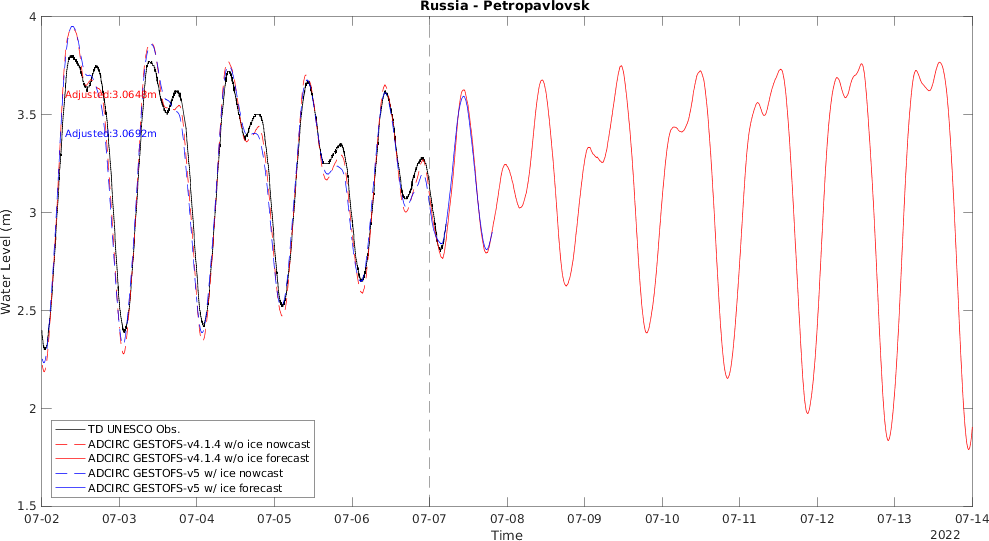 Russia - Petropavlovsk
4
3.5
3
2.5
2
1.5
Water Level (m)
Adjusted:3.0643m
Adjusted:3.0692m
TD UNESCO Obs.
ADCIRC GESTOFS-v4.1.4 w/o ice nowcast
ADCIRC GESTOFS-v4.1.4 w/o ice forecast
ADCIRC GESTOFS-v5 w/ ice nowcast
ADCIRC GESTOFS-v5 w/ ice forecast
07-02 07-03 07-04 07-05 07-06 07-07 07-08 07-09 07-10 07-11 07-12 07-13 07-14
Time
2022